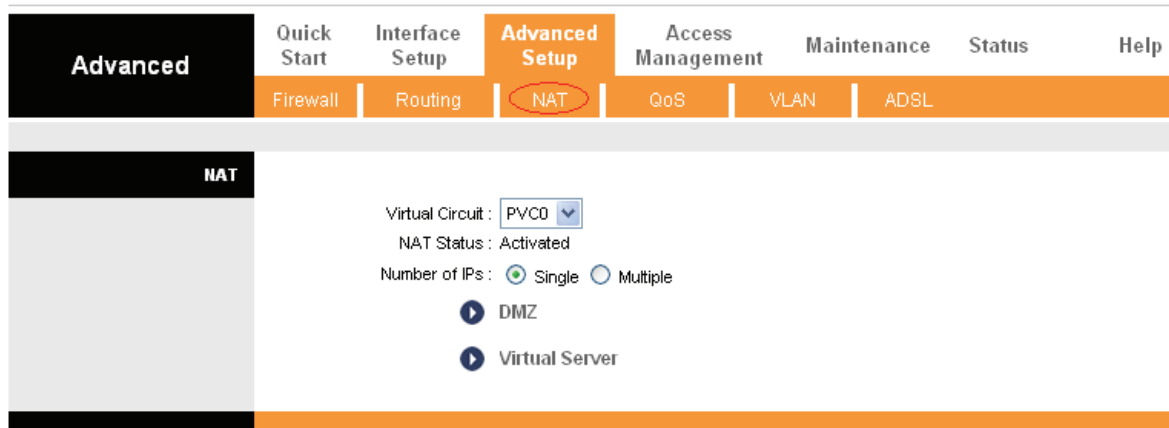 Advanced
Quick Start
Interface Setup
Advanced Setup
Access Management
Maintenance
Status
Help
Firewall
Routing
NAT
QoS
VLAN
ADSL
NAT
Virtual Circuit : PVC0
NAT Status : Activated
Number of IPs : Single Multiple
DMZ
Virtual Server